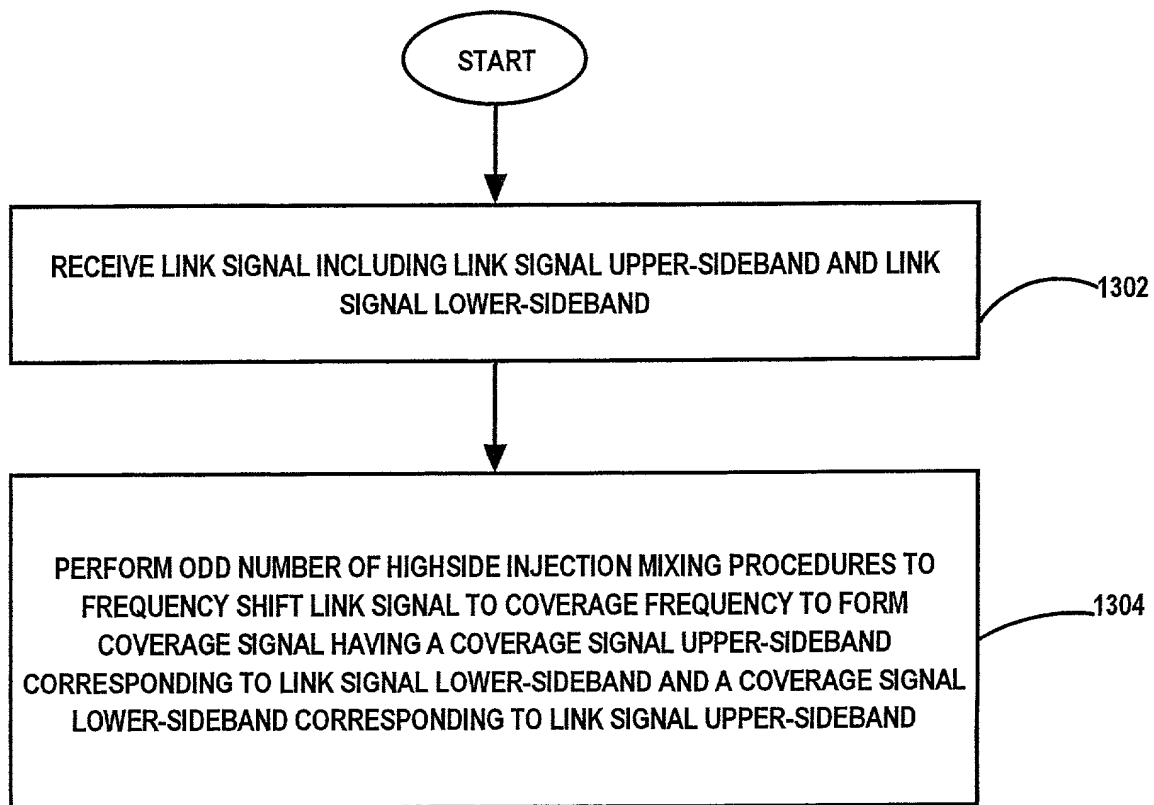 START
RECEIVE LINK SIGNAL INCLUDING LINK SIGNAL UPPER-SIDEBAND AND LINK
SIGNAL LOWER-SIDEBAND
1302
PERFORM ODD NUMBER OF HIGHSIDE INJECTION MIXING PROCEDURES TO
FREQUENCY SHIFT LINK SIGNAL TO COVERAGE FREQUENCY TO FORM
COVERAGE SIGNAL HAVING A COVERAGE SIGNAL UPPER-SIDEBAND
CORRESPONDING TO LINK SIGNAL LOWER-SIDEBAND AND A COVERAGE SIGNAL
LOWER-SIDEBAND CORRESPONDING TO LINK SIGNAL UPPER-SIDEBAND
1304